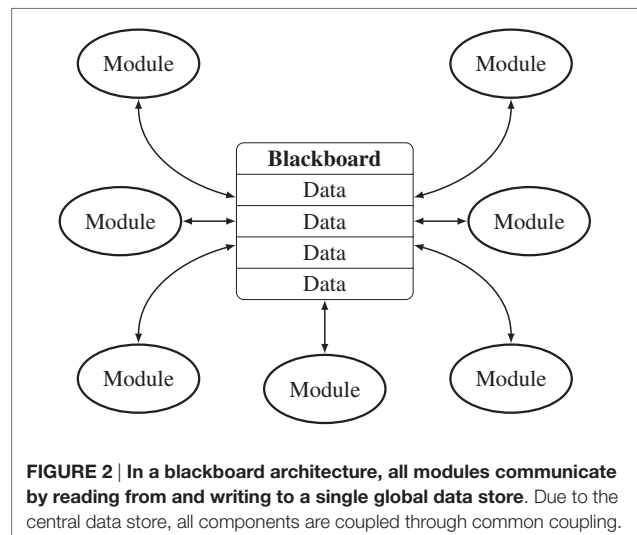 Module
Module
Blackboard
Data
Module
Data
Module
Data
Data
Module
Module
Module
FIGURE 2 | In a blackboard architecture, all modules communicate
by reading from and writing to a single global data store. Due to the
central data store, all components are coupled through common coupling.